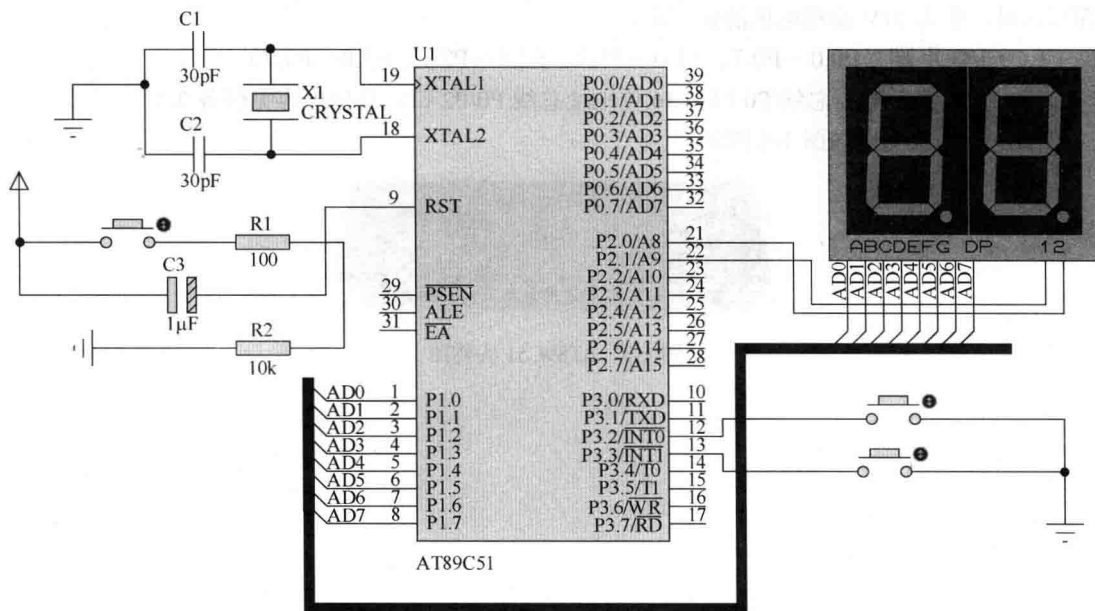 C1
30pF
X1
CRYSTAL
C2
30pF
R1
100
C3
1μF
R2
10k
U1
19 XTAL1
18 XTAL2
9 RST
29 PSEN
30 ALE
31 EA
AD0 1 P1.0
AD1 2 P1.1
AD2 3 P1.2
AD3 4 P1.3
AD4 5 P1.4
AD5 6 P1.5
AD6 7 P1.6
AD7 8 P1.7
P0.0/AD0 39
P0.1/AD1 38
P0.2/AD2 37
P0.3/AD3 36
P0.4/AD4 35
P0.5/AD5 34
P0.6/AD6 33
P0.7/AD7 32
P2.0/A8 21
P2.1/A9 22
P2.2/A10 23
P2.3/A11 24
P2.4/A12 25
P2.5/A13 26
P2.6/A14 27
P2.7/A15 28
P3.0/RXD 10
P3.1/TXD 11
P3.2/INT0 12
P3.3/INT1 13
P3.4/T0 14
P3.5/T1 15
P3.6/WR 16
P3.7/RD 17
AT89C51
ABCDEFG DP 12
AD0
AD1
AD2
AD3
AD4
AD5
AD6
AD7